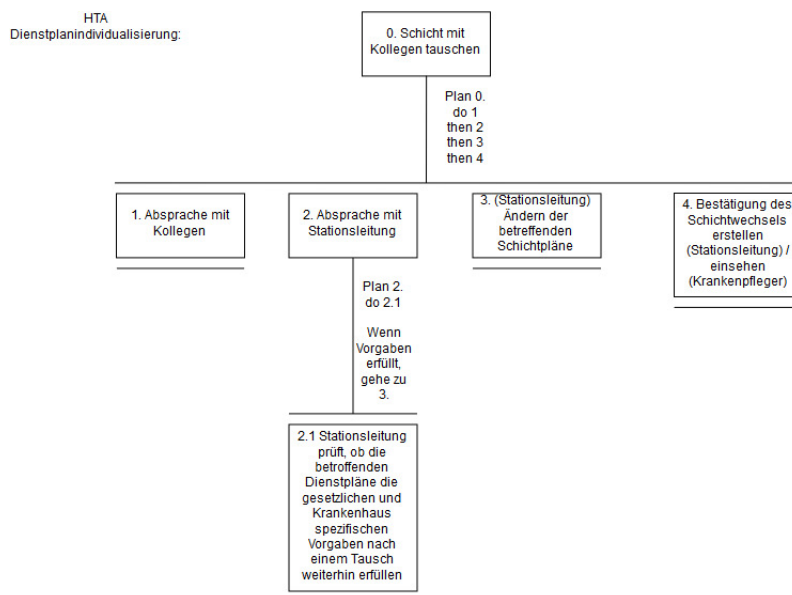 HTA
Dienstplanindividualisierung:
0. Schicht mit
Kollegen tauschen
Plan 0.
do 1
then 2
then 3
then 4
1. Absprache mit
Kollegen
2. Absprache mit
Stationsleitung
3. (Stationsleitung)
Ändern der
betreffenden
Schichtpläne
4. Bestätigung des
Schichtwechsels
erstellen
(Stationsleitung) /
einsehen
(Krankenpfleger)
Plan 2.
do 2.1
Wenn
Vorgaben
erfüllt,
gehe zu
3.
2.1 Stationsleitung
prüft, ob die
betroffenden
Dienstpläne die
gesetzlichen und
Krankenhaus
spezifischen
Vorgaben nach
einem Tausch
weiterhin erfüllen